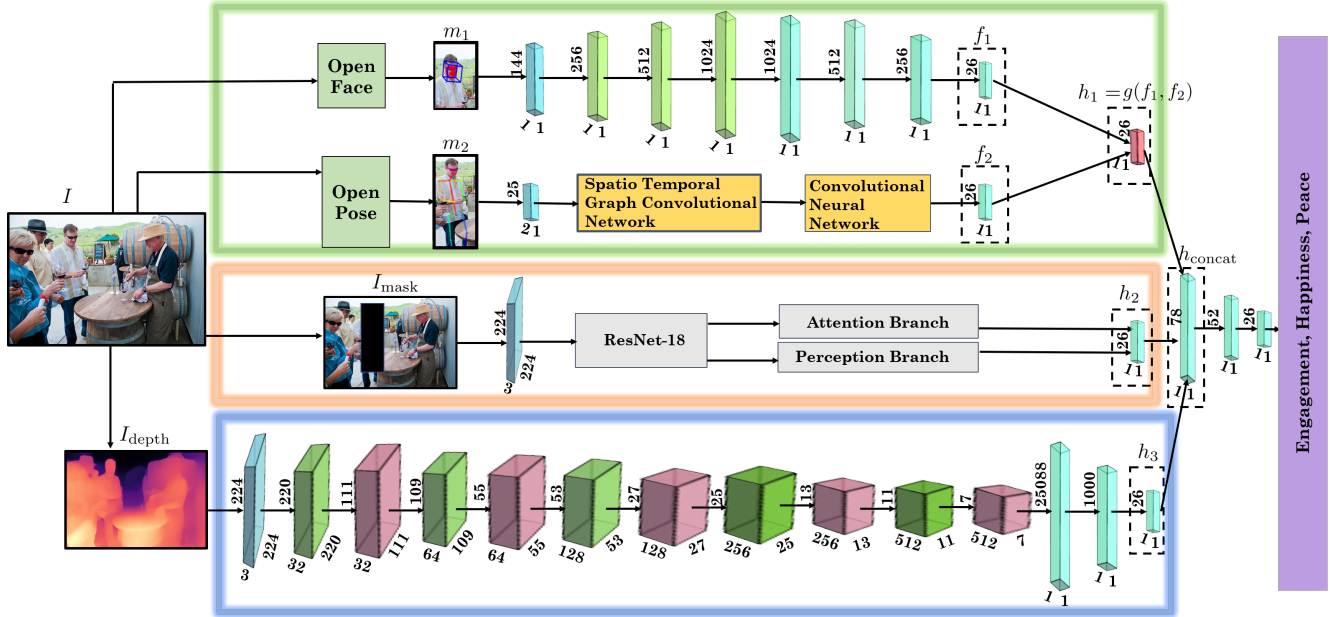 I
Open
Face
m₁
144
1 1
256
1 1
512
1 1
1024
1 1
1024
1 1
512
1 1
256
1 1
f₁
26
1 1
Open
Pose
m₂
25
2 1
Spatio Temporal
Graph Convolutional
Network
Convolutional
Neural
Network
f₂
26
1 1
h₁ = g(f₁, f₂)
26
1 1
I_mask
224
224
3
ResNet-18
Attention Branch
Perception Branch
h₂
26
1 1
h_concat
78
1 1
52
1 1
26
1 1
Engagement, Happiness, Peace
I_depth
224
224
3
220
220
32
111
111
32
109
109
64
55
55
64
53
53
128
27
27
128
25
25
256
13
13
256
11
11
512
7
7
512
25088
1 1
1000
1 1
h₃
26
1 1